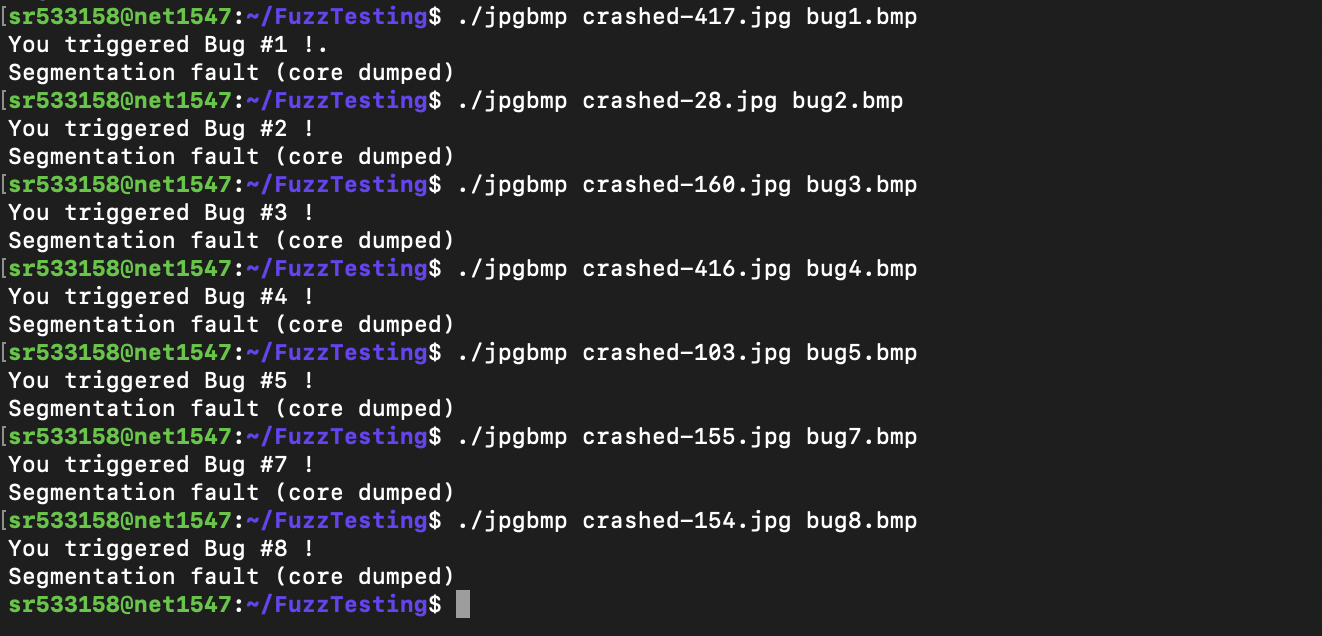 [sr533158@net1547:~/FuzzTesting$ ./jpgbmp crashed-417.jpg bug1.bmp
You triggered Bug #1 !.
Segmentation fault (core dumped)
[sr533158@net1547:~/FuzzTesting$ ./jpgbmp crashed-28.jpg bug2.bmp
You triggered Bug #2 !
Segmentation fault (core dumped)
[sr533158@net1547:~/FuzzTesting$ ./jpgbmp crashed-160.jpg bug3.bmp
You triggered Bug #3 !
Segmentation fault (core dumped)
[sr533158@net1547:~/FuzzTesting$ ./jpgbmp crashed-416.jpg bug4.bmp
You triggered Bug #4 !
Segmentation fault (core dumped)
[sr533158@net1547:~/FuzzTesting$ ./jpgbmp crashed-103.jpg bug5.bmp
You triggered Bug #5 !
Segmentation fault (core dumped)
[sr533158@net1547:~/FuzzTesting$ ./jpgbmp crashed-155.jpg bug7.bmp
You triggered Bug #7 !
Segmentation fault (core dumped)
[sr533158@net1547:~/FuzzTesting$ ./jpgbmp crashed-154.jpg bug8.bmp
You triggered Bug #8 !
Segmentation fault (core dumped)
sr533158@net1547:~/FuzzTesting$